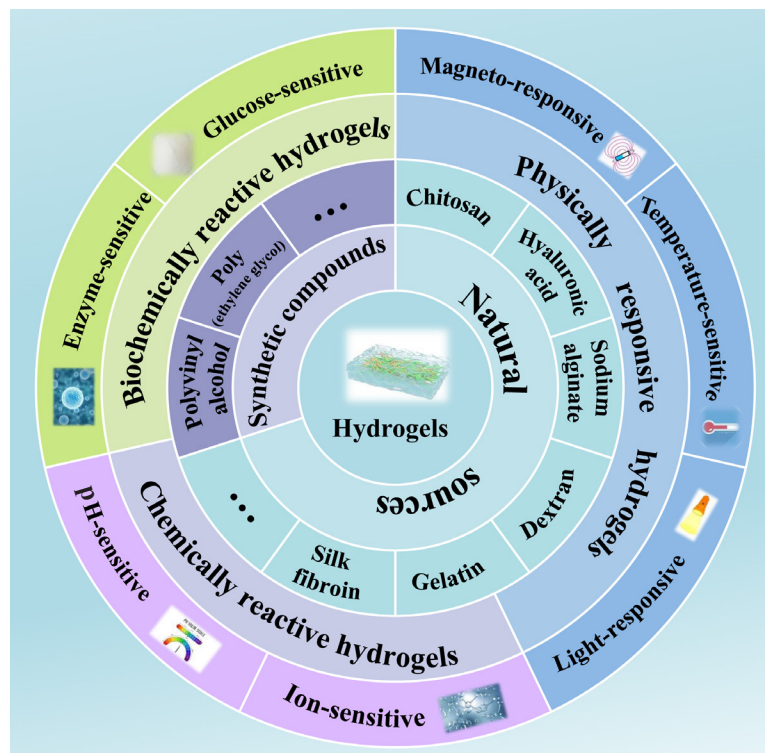 Hydrogels
Natural
sources
Synthetic compounds
Chitosan
Hyaluronic
acid
Sodium
alginate
Dextran
Gelatin
Silk
fibroin
...
Polyvinyl
alcohol
Poly
(ethylene glycol)
...
Physically
responsive
hydrogels
Chemically reactive hydrogels
Biochemically reactive hydrogels
Magneto-responsive
Temperature-sensitive
Light-responsive
Ion-sensitive
pH-sensitive
Enzyme-sensitive
Glucose-sensitive